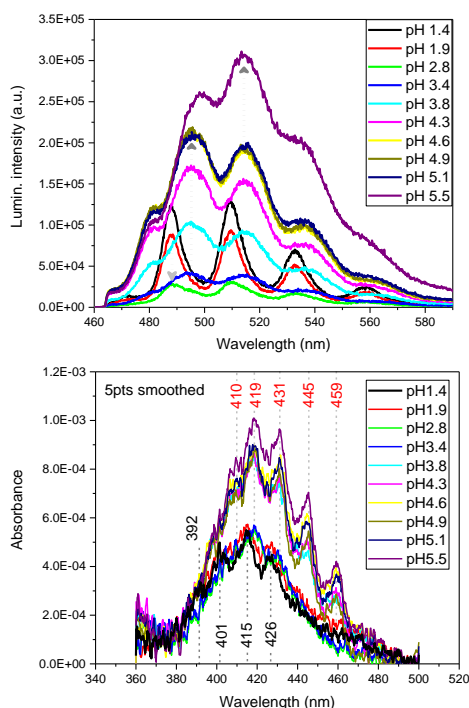 3.5E+05
3.0E+05
2.5E+05
2.0E+05
1.5E+05
1.0E+05
5.0E+04
0.0E+00
Lumin. intensity (a.u.)
pH 1.4
pH 1.9
pH 2.8
pH 3.4
pH 3.8
pH 4.3
pH 4.6
pH 4.9
pH 5.1
pH 5.5
460 480 500 520 540 560 580
Wavelength (nm)
1.2E-03
1.0E-03
8.0E-04
6.0E-04
4.0E-04
2.0E-04
0.0E+00
Absorbance
5pts smoothed
410 419 431 445 459
392
401 415 426
pH1.4
pH1.9
pH2.8
pH3.4
pH3.8
pH4.3
pH4.6
pH4.9
pH5.1
pH5.5
340 360 380 400 420 440 460 480 500 520
Wavelength (nm)